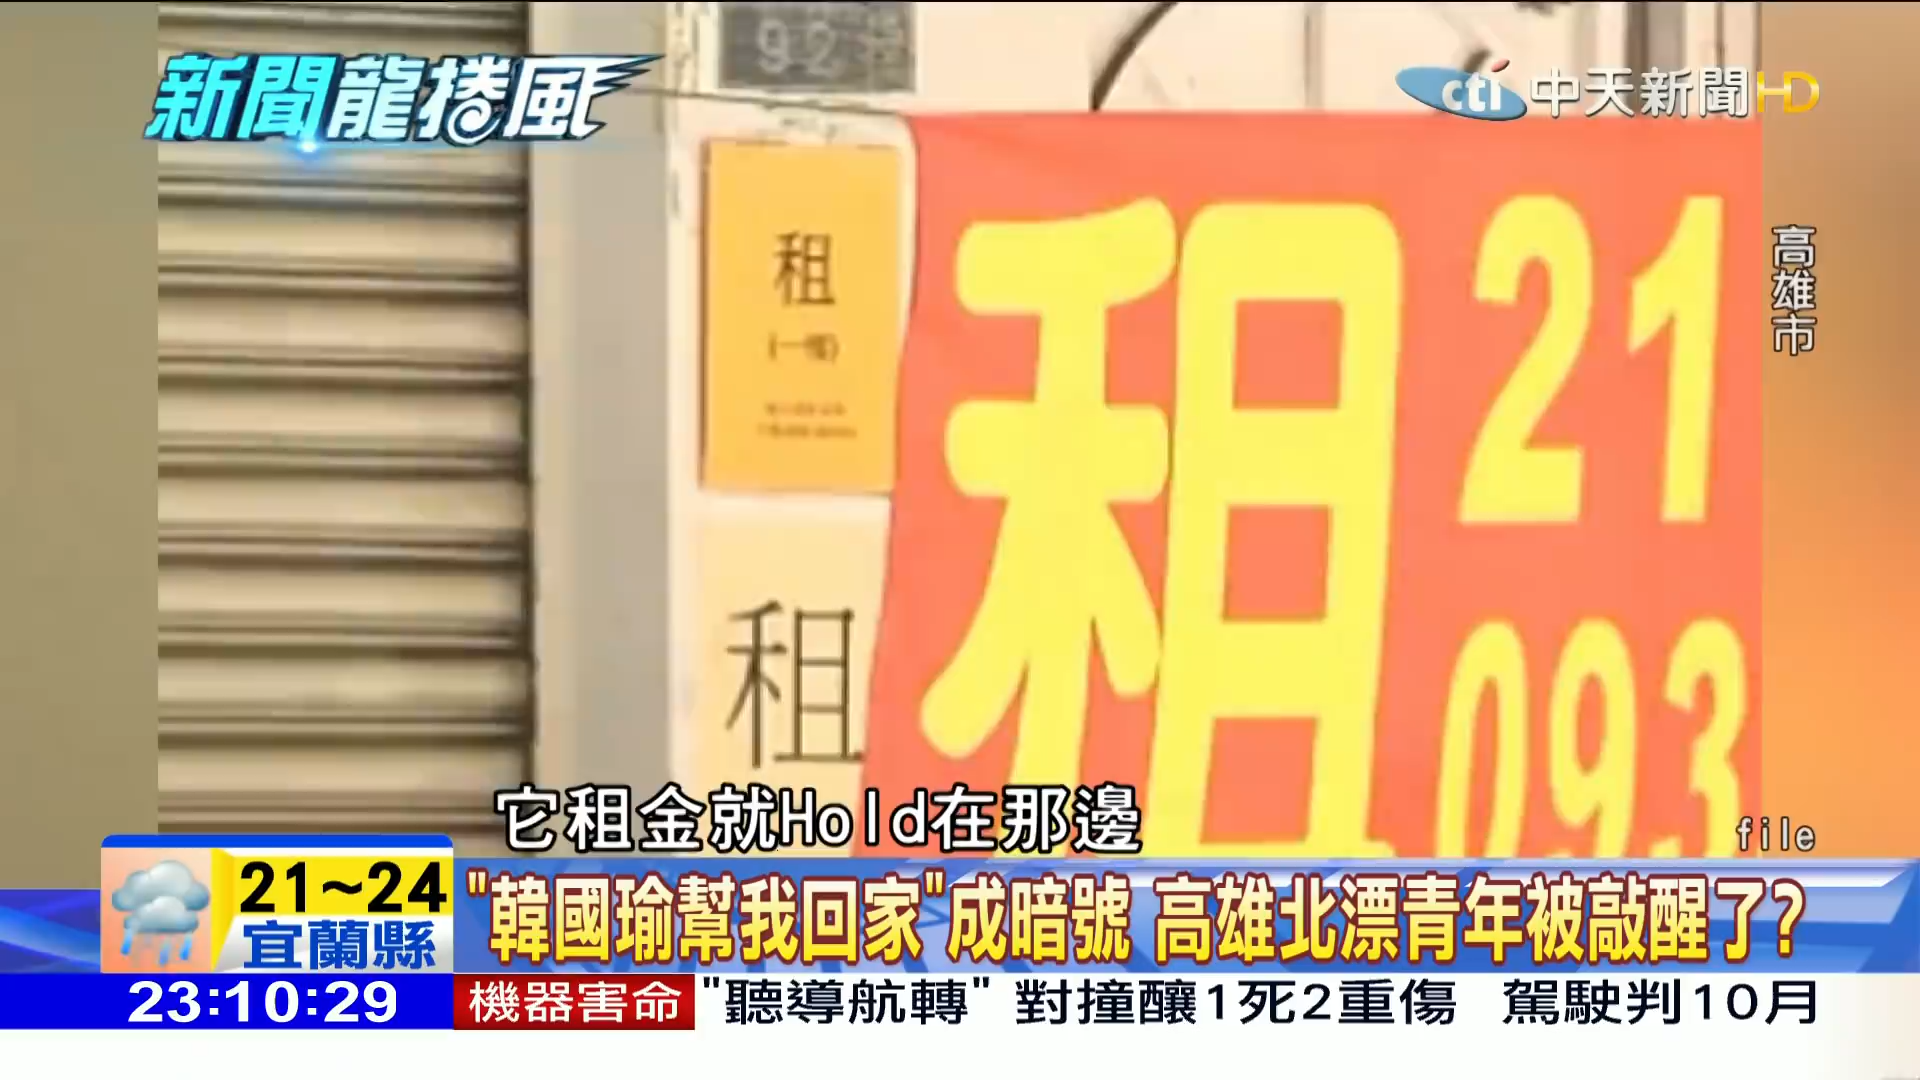 新聞龍捲風
cti 中天新聞HD
92
高雄市
租
(一樓)
租
租
21
093
file
它租金就Hold在那邊
21~24
宜蘭縣
"韓國瑜幫我回家"成暗號 高雄北漂青年被敲醒了?
23:10:29
機器害命
"聽導航轉" 對撞釀1死2重傷 駕駛判10月